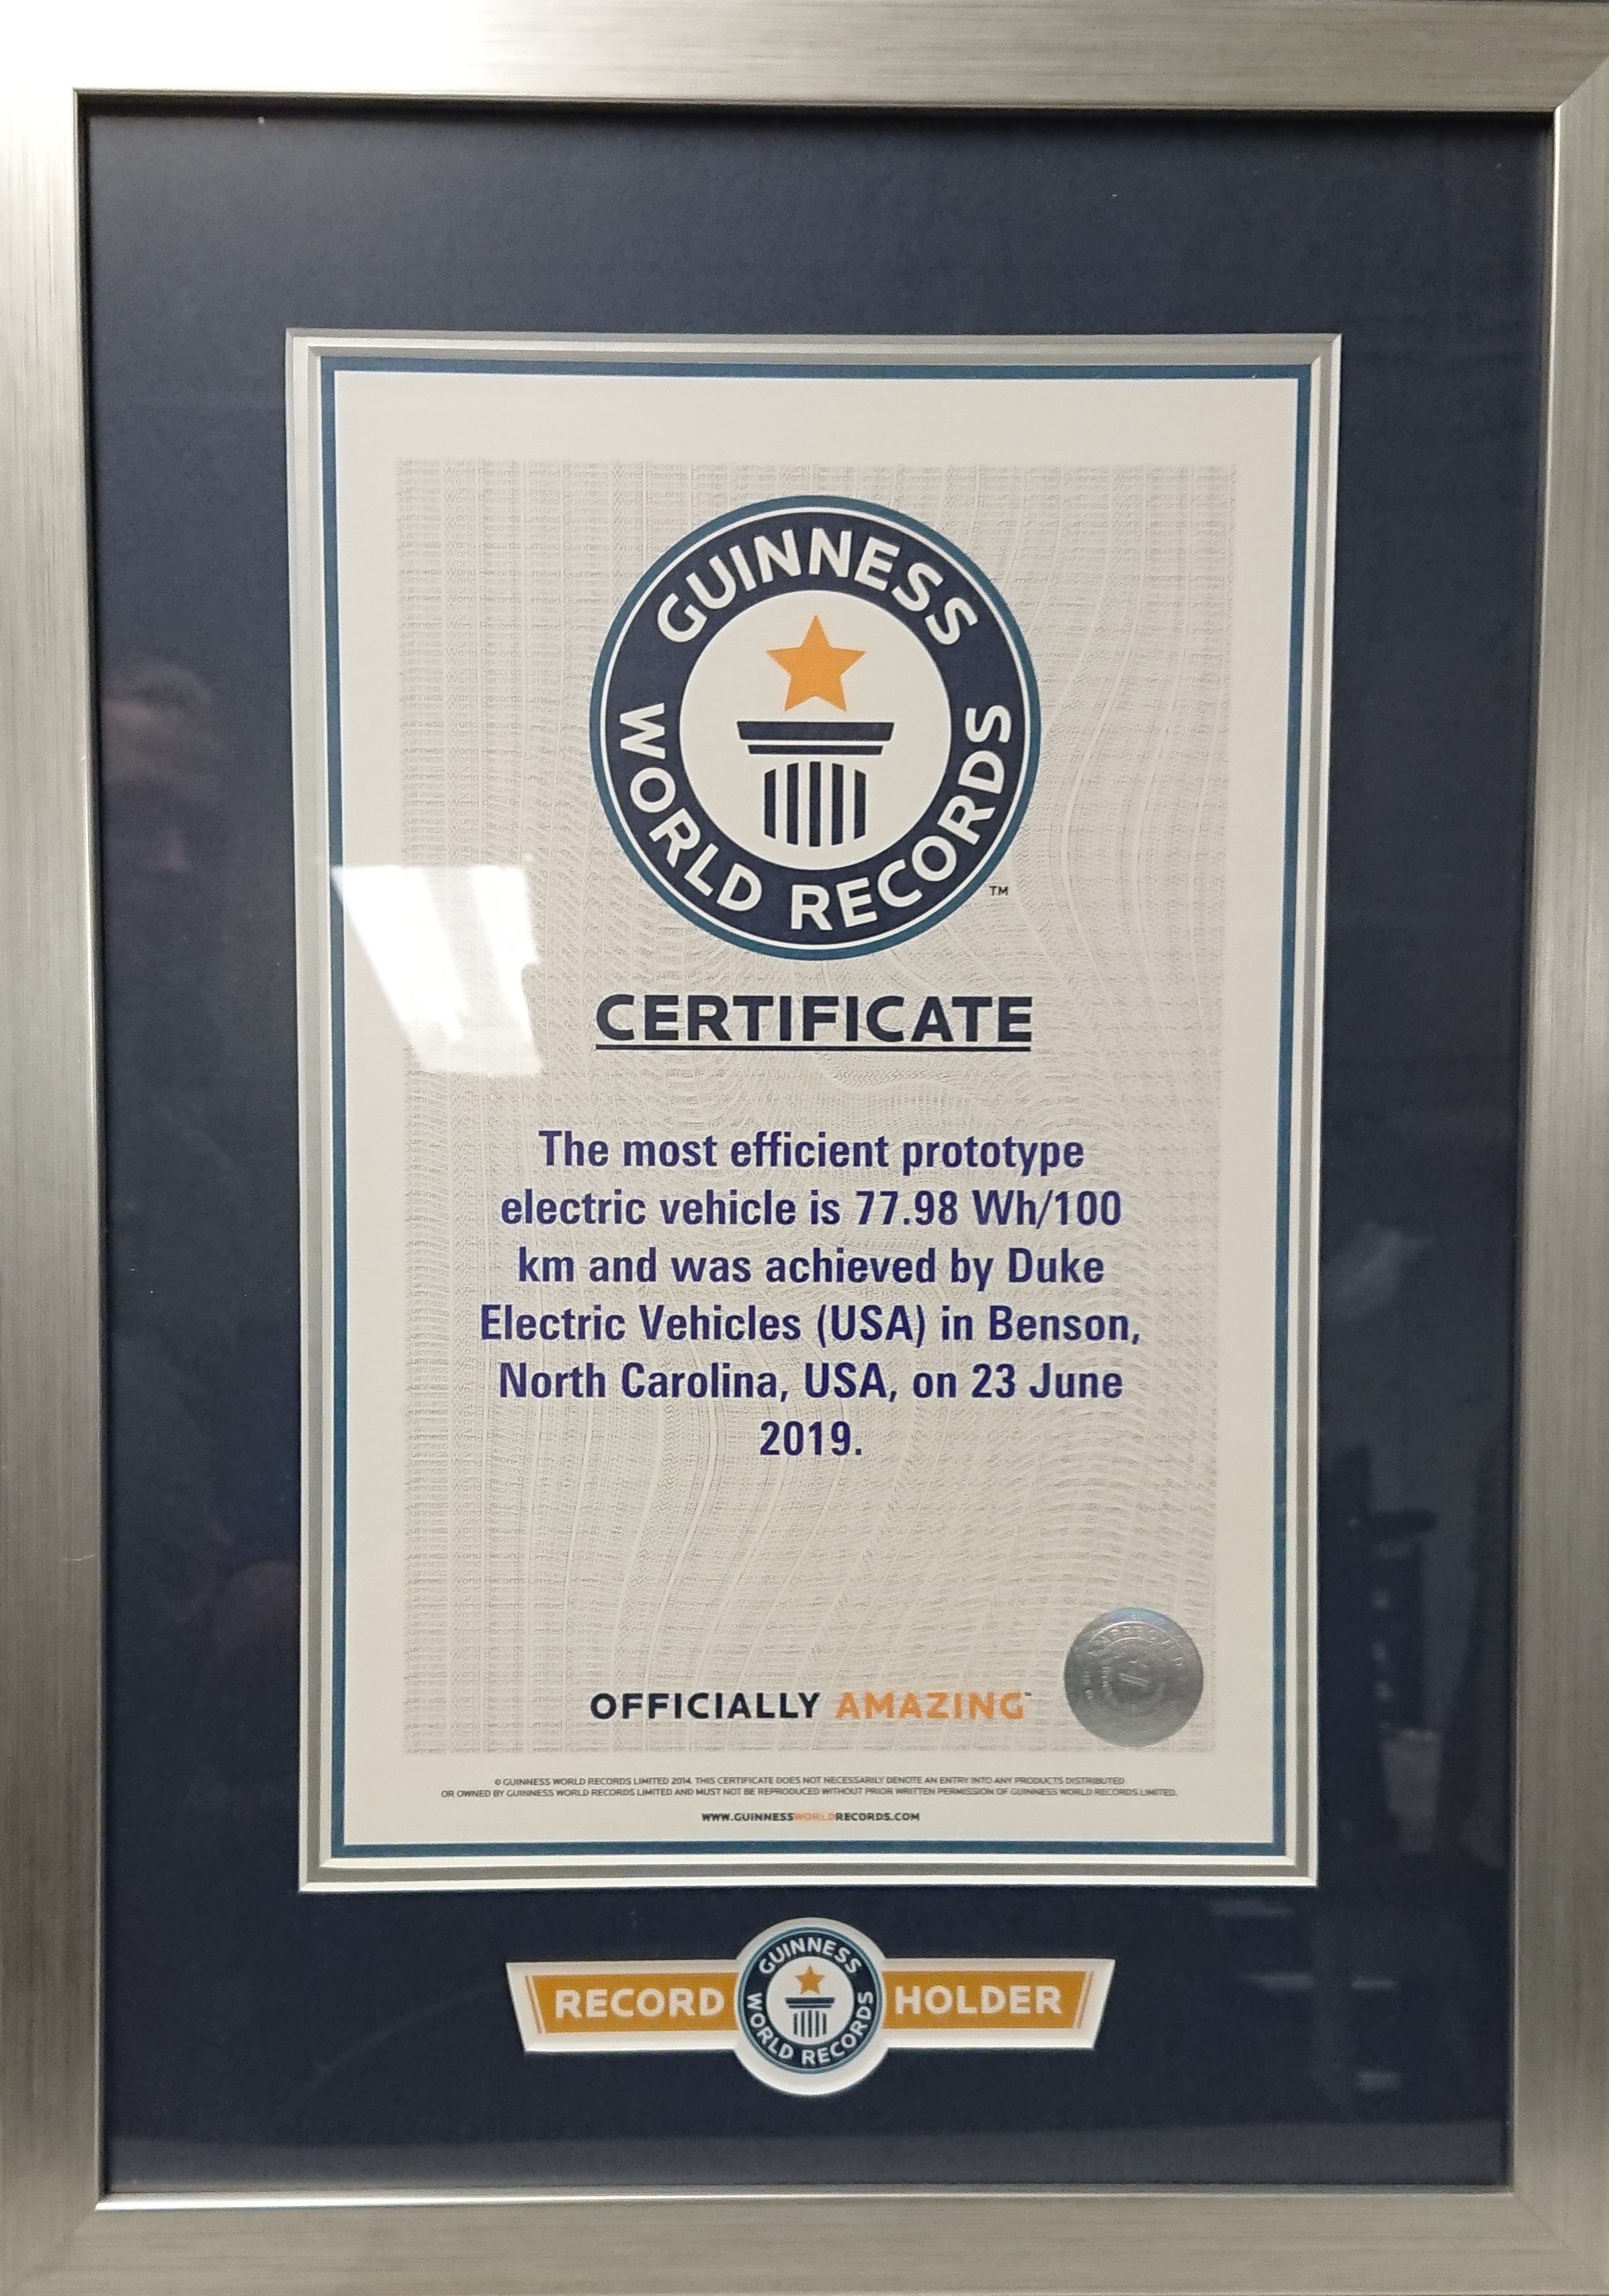 GUINNESS
WORLD RECORDS
™
CERTIFICATE
The most efficient prototype
electric vehicle is 77.98 Wh/100
km and was achieved by Duke
Electric Vehicles (USA) in Benson,
North Carolina, USA, on 23 June
2019.
OFFICIALLY AMAZING™
© GUINNESS WORLD RECORDS LIMITED 2014. THIS CERTIFICATE DOES NOT NECESSARILY DENOTE AN ENTRY INTO ANY PRODUCTS DISTRIBUTED
OR OWNED BY GUINNESS WORLD RECORDS LIMITED AND MUST NOT BE REPRODUCED WITHOUT PRIOR WRITTEN PERMISSION OF GUINNESS WORLD RECORDS LIMITED.
WWW.GUINNESSWORLDRECORDS.COM
RECORD GUINNESS WORLD RECORDS HOLDER